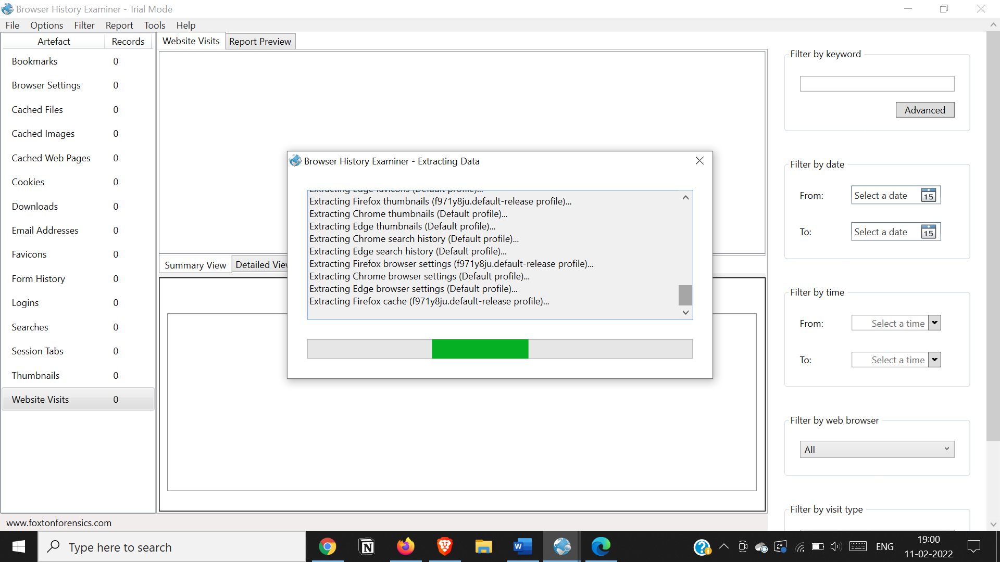 Browser History Examiner - Trial Mode
File Options Filter Report Tools Help
Artefact Records
Bookmarks 0
Browser Settings 0
Cached Files 0
Cached Images 0
Cached Web Pages 0
Cookies 0
Downloads 0
Email Addresses 0
Favicons 0
Form History 0
Logins 0
Searches 0
Session Tabs 0
Thumbnails 0
Website Visits 0
www.foxtonforensics.com
Website Visits Report Preview
Summary View Detailed View
Browser History Examiner - Extracting Data
Extracting Edge favicons (Default profile)...
Extracting Firefox thumbnails (f971y8ju.default-release profile)...
Extracting Chrome thumbnails (Default profile)...
Extracting Edge thumbnails (Default profile)...
Extracting Chrome search history (Default profile)...
Extracting Edge search history (Default profile)...
Extracting Firefox browser settings (f971y8ju.default-release profile)...
Extracting Chrome browser settings (Default profile)...
Extracting Edge browser settings (Default profile)...
Extracting Firefox cache (f971y8ju.default-release profile)...
Filter by keyword
Advanced
Filter by date
From: Select a date 15
To: Select a date 15
Filter by time
From: Select a time
To: Select a time
Filter by web browser
All
Filter by visit type
Type here to search
N
W
?
ENG
19:00
11-02-2022